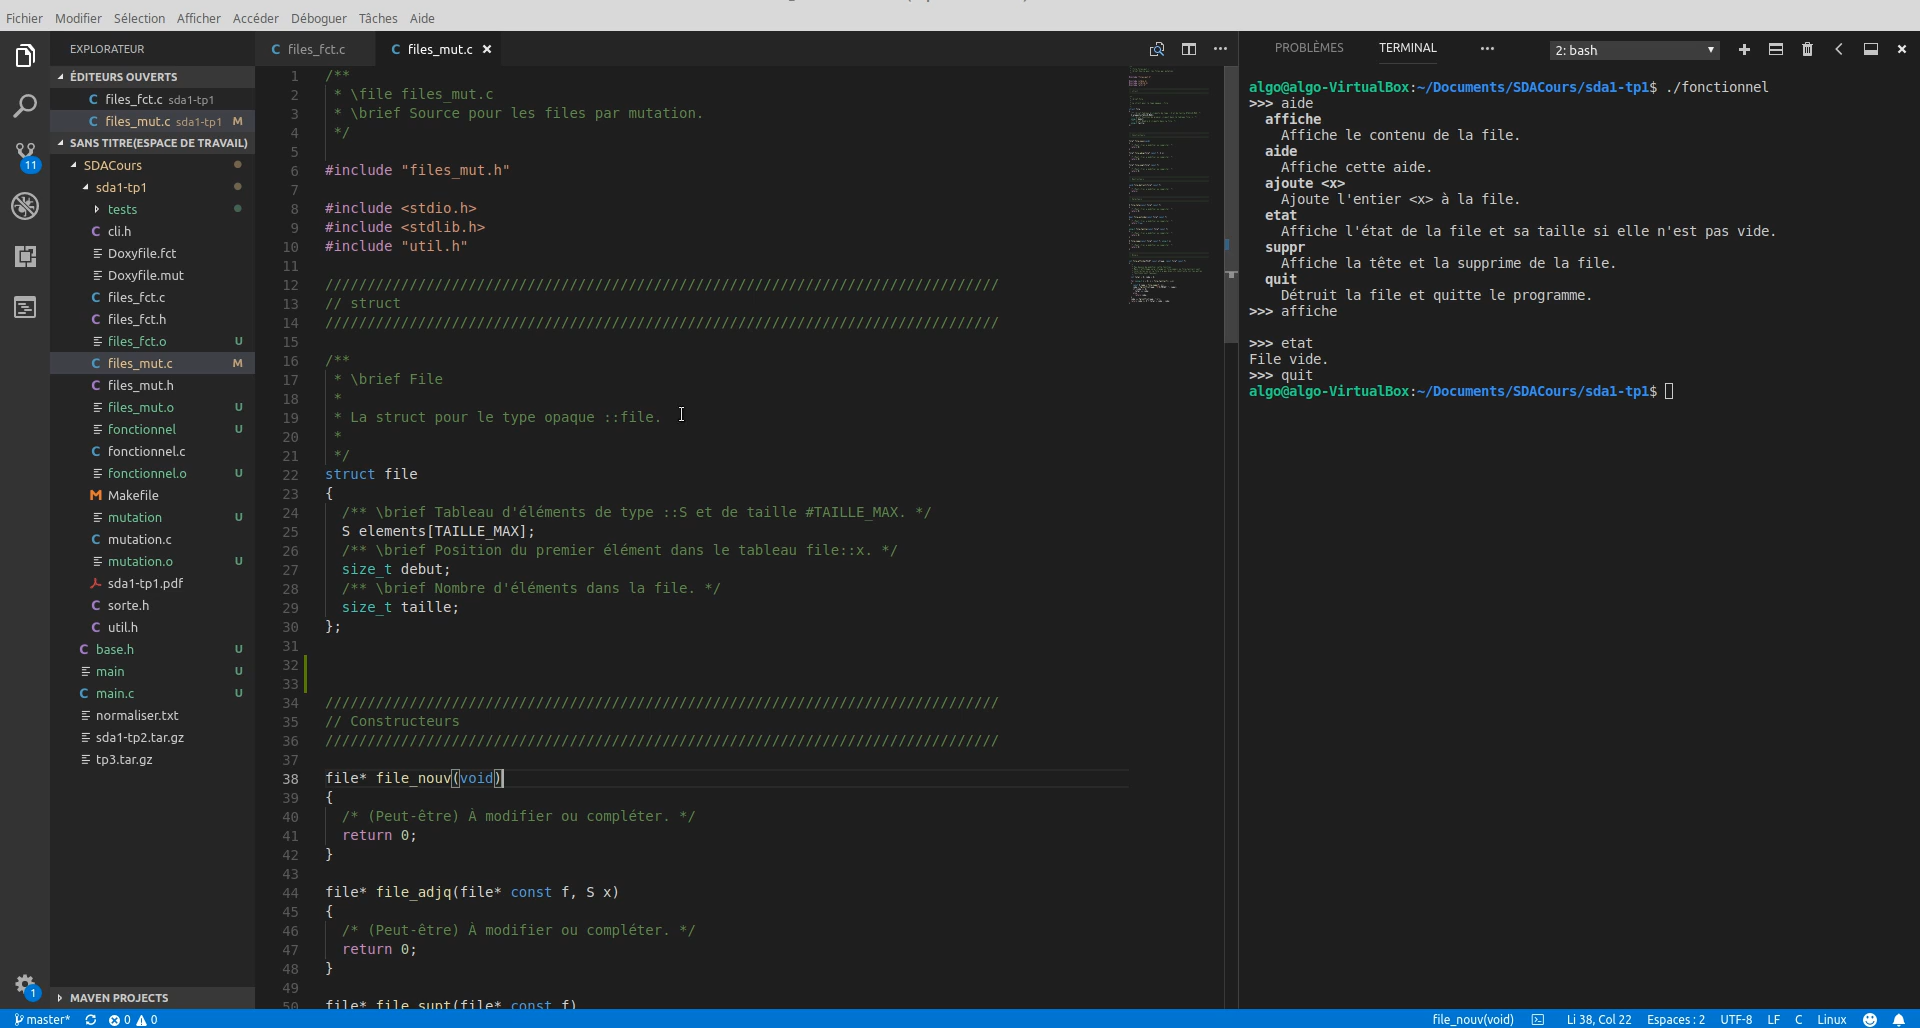 Fichier Modifier Sélection Afficher Accéder Déboguer Tâches Aide
EXPLORATEUR
ÉDITEURS OUVERTS
files_fct.c sda1-tp1
files_mut.c sda1-tp1 M
SANS TITRE(ESPACE DE TRAVAIL)
SDACours
sda1-tp1
tests
cli.h
Doxyfile.fct
Doxyfile.mut
files_fct.c
files_fct.h
files_fct.o U
files_mut.c M
files_mut.h
files_mut.o U
fonctionnel U
fonctionnel.c
fonctionnel.o U
Makefile
mutation U
mutation.c
mutation.o U
sda1-tp1.pdf
sorte.h
util.h
base.h U
main U
main.c U
normaliser.txt
sda1-tp2.tar.gz
tp3.tar.gz
MAVEN PROJECTS
11
1
files_fct.c files_mut.c
1 /**
2 * \file files_mut.c
3 * \brief Source pour les files par mutation.
4 */
5
6 #include "files_mut.h"
7
8 #include <stdio.h>
9 #include <stdlib.h>
10 #include "util.h"
11
12 ////////////////////////////////////////////////////////////////////////////////
13 // struct
14 ////////////////////////////////////////////////////////////////////////////////
15
16 /**
17 * \brief File
18 *
19 * La struct pour le type opaque ::file.
20 *
21 */
22 struct file
23 {
24 /** \brief Tableau d'éléments de type ::S et de taille #TAILLE_MAX. */
25 S elements[TAILLE_MAX];
26 /** \brief Position du premier élément dans le tableau file::x. */
27 size_t debut;
28 /** \brief Nombre d'éléments dans la file. */
29 size_t taille;
30 };
31
32
33
34 ////////////////////////////////////////////////////////////////////////////////
35 // Constructeurs
36 ////////////////////////////////////////////////////////////////////////////////
37
38 file* file_nouv(void)
39 {
40 /* (Peut-être) À modifier ou compléter. */
41 return 0;
42 }
43
44 file* file_adjq(file* const f, S x)
45 {
46 /* (Peut-être) À modifier ou compléter. */
47 return 0;
48 }
49
50 file* file_supt(file* const f)
PROBLÈMES TERMINAL 2: bash
algo@algo-VirtualBox:~/Documents/SDACours/sda1-tp1$ ./fonctionnel
>>> aide
affiche
Affiche le contenu de la file.
aide
Affiche cette aide.
ajoute <x>
Ajoute l'entier <x> à la file.
etat
Affiche l'état de la file et sa taille si elle n'est pas vide.
suppr
Affiche la tête et la supprime de la file.
quit
Détruit la file et quitte le programme.
>>> affiche
>>> etat
File vide.
>>> quit
algo@algo-VirtualBox:~/Documents/SDACours/sda1-tp1$
master* 0 0 file_nouv(void) Li 38, Col 22 Espaces : 2 UTF-8 LF C Linux